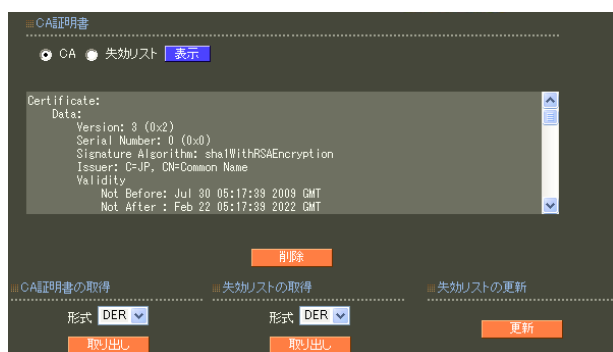 CA証明書
CA 失効リスト 表示
Certificate:
Data:
Version: 3 (0x2)
Serial Number: 0 (0x0)
Signature Algorithm: sha1WithRSAEncryption
Issuer: C=JP, CN=Common Name
Validity
Not Before: Jul 30 05:17:39 2009 GMT
Not After : Feb 22 05:17:39 2022 GMT
削除
CA証明書の取得 失効リストの取得 失効リストの更新
形式 DER 形式 DER
更新
取り出し 取り出し